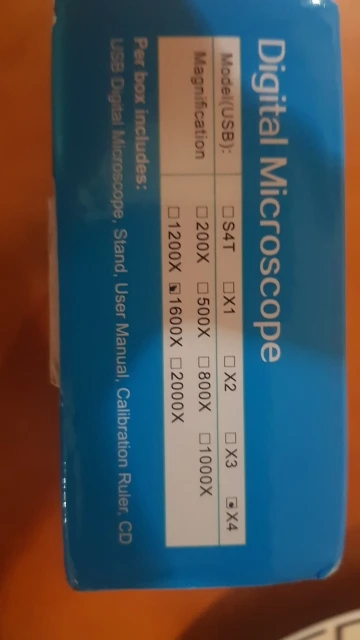 Digital Microscope
Model(USB): □S4T □X1 □ X2 □ X3 ▣X4
Magnification □200X □500X □800X □1000X
□1200X ▣1600X □2000X
Per box includes:
USB Digital Microscope, Stand, User Manual, Calibration Ruler, CD